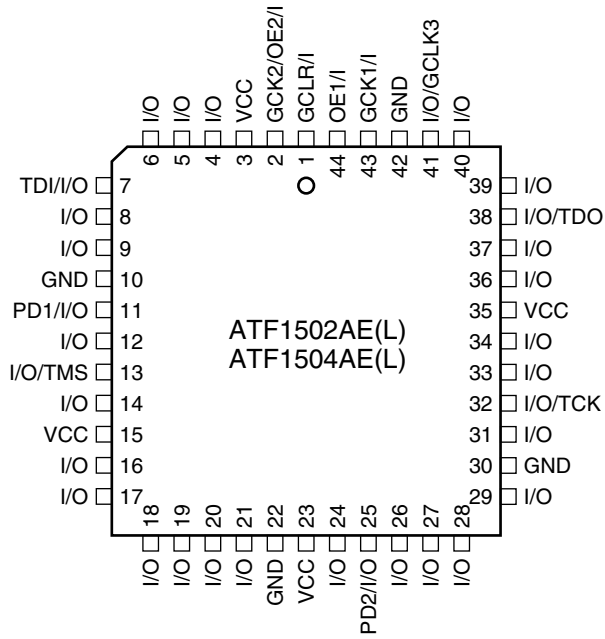 I/O I/O I/O VCC GCK2/OE2/I GCLR/I OE1/I GCK1/I GND I/O/GCLK3 I/O
6 5 4 3 2 1 44 43 42 41 40
TDI/I/O 7 39 I/O
I/O 8 38 I/O/TDO
I/O 9 37 I/O
GND 10 36 I/O
PD1/I/O 11 35 VCC
I/O 12 34 I/O
I/O/TMS 13 33 I/O
I/O 14 32 I/O/TCK
VCC 15 31 I/O
I/O 16 30 GND
I/O 17 29 I/O
ATF1502AE(L)
ATF1504AE(L)
18 19 20 21 22 23 24 25 26 27 28
I/O I/O I/O I/O GND VCC I/O PD2/I/O I/O I/O I/O